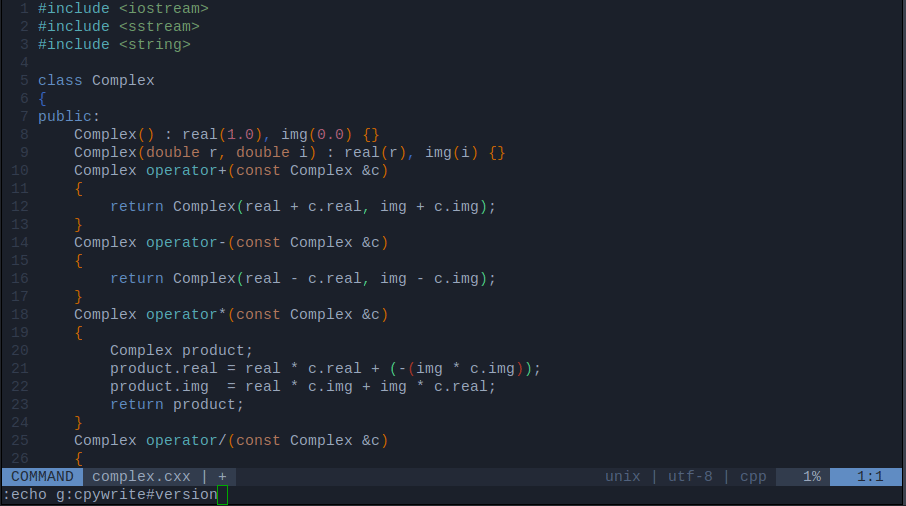 1 #include <iostream>
2 #include <sstream>
3 #include <string>
4
5 class Complex
6 {
7 public:
8     Complex() : real(1.0), img(0.0) {}
9     Complex(double r, double i) : real(r), img(i) {}
10     Complex operator+(const Complex &c)
11     {
12         return Complex(real + c.real, img + c.img);
13     }
14     Complex operator-(const Complex &c)
15     {
16         return Complex(real - c.real, img - c.img);
17     }
18     Complex operator*(const Complex &c)
19     {
20         Complex product;
21         product.real = real * c.real + (-(img * c.img));
22         product.img  = real * c.img + img * c.real;
23         return product;
24     }
25     Complex operator/(const Complex &c)
26     {
COMMAND complex.cxx | + unix | utf-8 | cpp 1% 1:1
:echo g:cpywrite#version